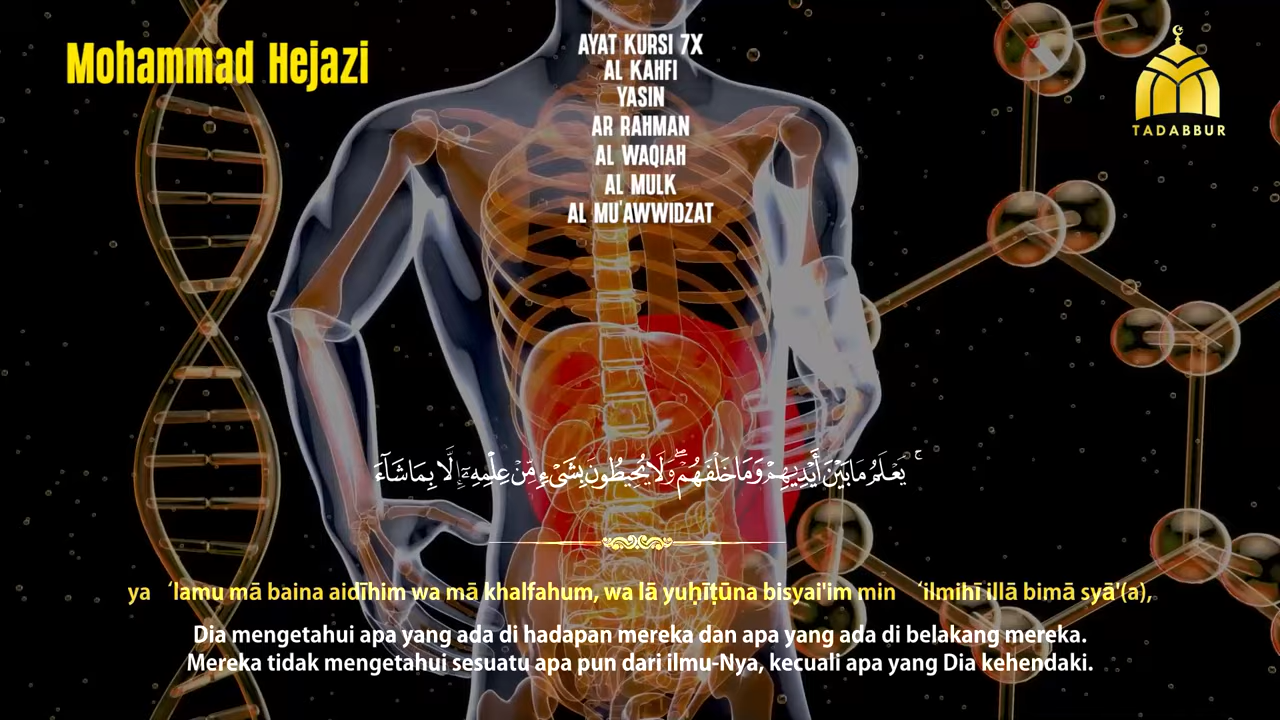 Mohammad Hejazi
AYAT KURSI 7X
AL KAHFI
YASIN
AR RAHMAN
AL WAQIAH
AL MULK
AL MU'AWWIDZAT
TADABBUR
يَعْلَمُ مَا بَيْنَ أَيْدِيهِمْ وَمَا خَلْفَهُمْ ۖ وَلَا يُحِيطُونَ بِشَىْءٍ مِّنْ عِلْمِهِۦٓ إِلَّا بِمَا شَآءَ ۚ
ya ‘lamu mā baina aidīhim wa mā khalfahum, wa lā yuḥīṭūna bisyai'im min ‘ilmihī illā bimā syā'(a),
Dia mengetahui apa yang ada di hadapan mereka dan apa yang ada di belakang mereka.
Mereka tidak mengetahui sesuatu apa pun dari ilmu-Nya, kecuali apa yang Dia kehendaki.